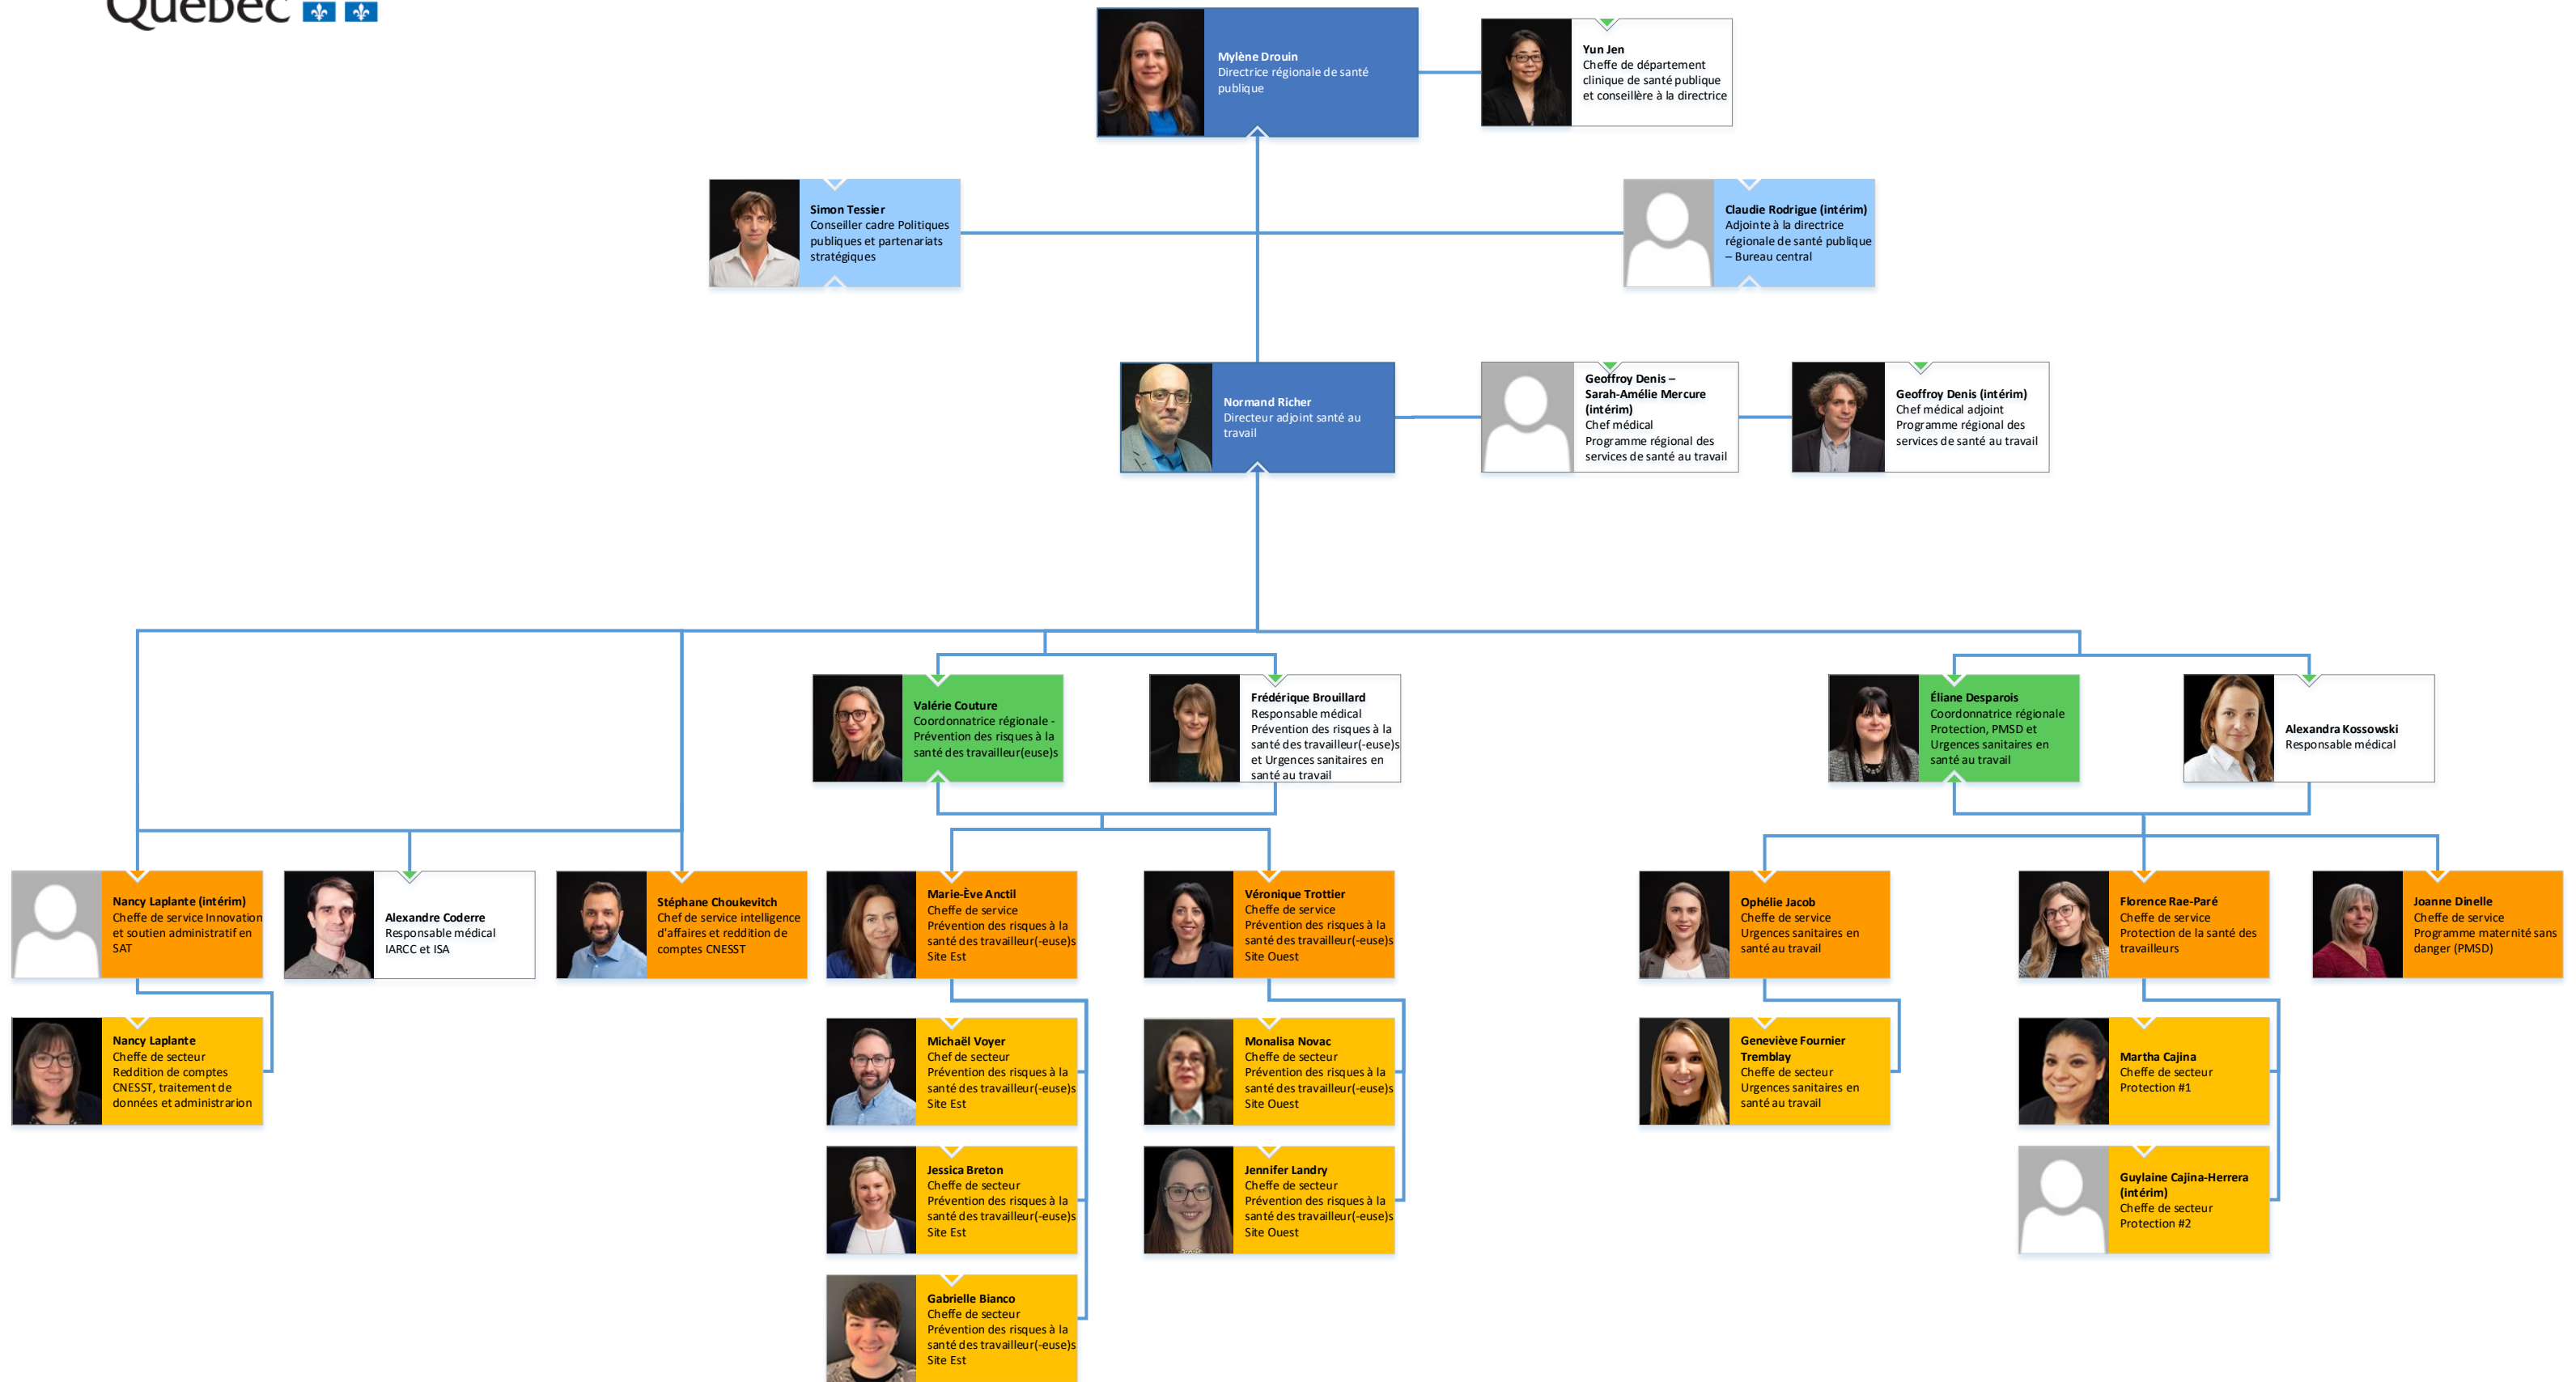 Québec
Mylène Drouin
Directrice régionale de santé
publique
Yun Jen
Cheffe de département
clinique de santé publique
et conseillère à la directrice
Simon Tessier
Conseiller cadre Politiques
publiques et partenariats
stratégiques
Claudie Rodrigue (intérim)
Adjointe à la directrice
régionale de santé publique
– Bureau central
Normand Richer
Directeur adjoint santé au
travail
Geoffroy Denis –
Sarah-Amélie Mercure
(intérim)
Chef médical
Programme régional des
services de santé au travail
Geoffroy Denis (intérim)
Chef médical adjoint
Programme régional des
services de santé au travail
Valérie Couture
Coordonnatrice régionale -
Prévention des risques à la
santé des travailleur(euse)s
Frédérique Brouillard
Responsable médical
Prévention des risques à la
santé des travailleur(-euse)s
et Urgences sanitaires en
santé au travail
Éliane Desparois
Coordonnatrice régionale
Protection, PMSD et
Urgences sanitaires en
santé au travail
Alexandra Kossowski
Responsable médical
Nancy Laplante (intérim)
Cheffe de service Innovation
et soutien administratif en
SAT
Alexandre Coderre
Responsable médical
IARCC et ISA
Stéphane Choukevitch
Chef de service intelligence
d'affaires et reddition de
comptes CNESST
Marie-Ève Anctil
Cheffe de service
Prévention des risques à la
santé des travailleur(-euse)s
Site Est
Véronique Trottier
Cheffe de service
Prévention des risques à la
santé des travailleur(-euse)s
Site Ouest
Ophélie Jacob
Cheffe de service
Urgences sanitaires en
santé au travail
Florence Rae-Paré
Cheffe de service
Protection de la santé des
travailleurs
Joanne Dinelle
Cheffe de service
Programme maternité sans
danger (PMSD)
Nancy Laplante
Cheffe de secteur
Reddition de comptes
CNESST, traitement de
données et administrarion
Michaël Voyer
Chef de secteur
Prévention des risques à la
santé des travailleur(-euse)s
Site Est
Monalisa Novac
Cheffe de secteur
Prévention des risques à la
santé des travailleur(-euse)s
Site Ouest
Geneviève Fournier
Tremblay
Cheffe de secteur
Urgences sanitaires en
santé au travail
Martha Cajina
Cheffe de secteur
Protection #1
Jessica Breton
Cheffe de secteur
Prévention des risques à la
santé des travailleur(-euse)s
Site Est
Jennifer Landry
Cheffe de secteur
Prévention des risques à la
santé des travailleur(-euse)s
Site Ouest
Guylaine Cajina-Herrera
(intérim)
Cheffe de secteur
Protection #2
Gabrielle Bianco
Cheffe de secteur
Prévention des risques à la
santé des travailleur(-euse)s
Site Est